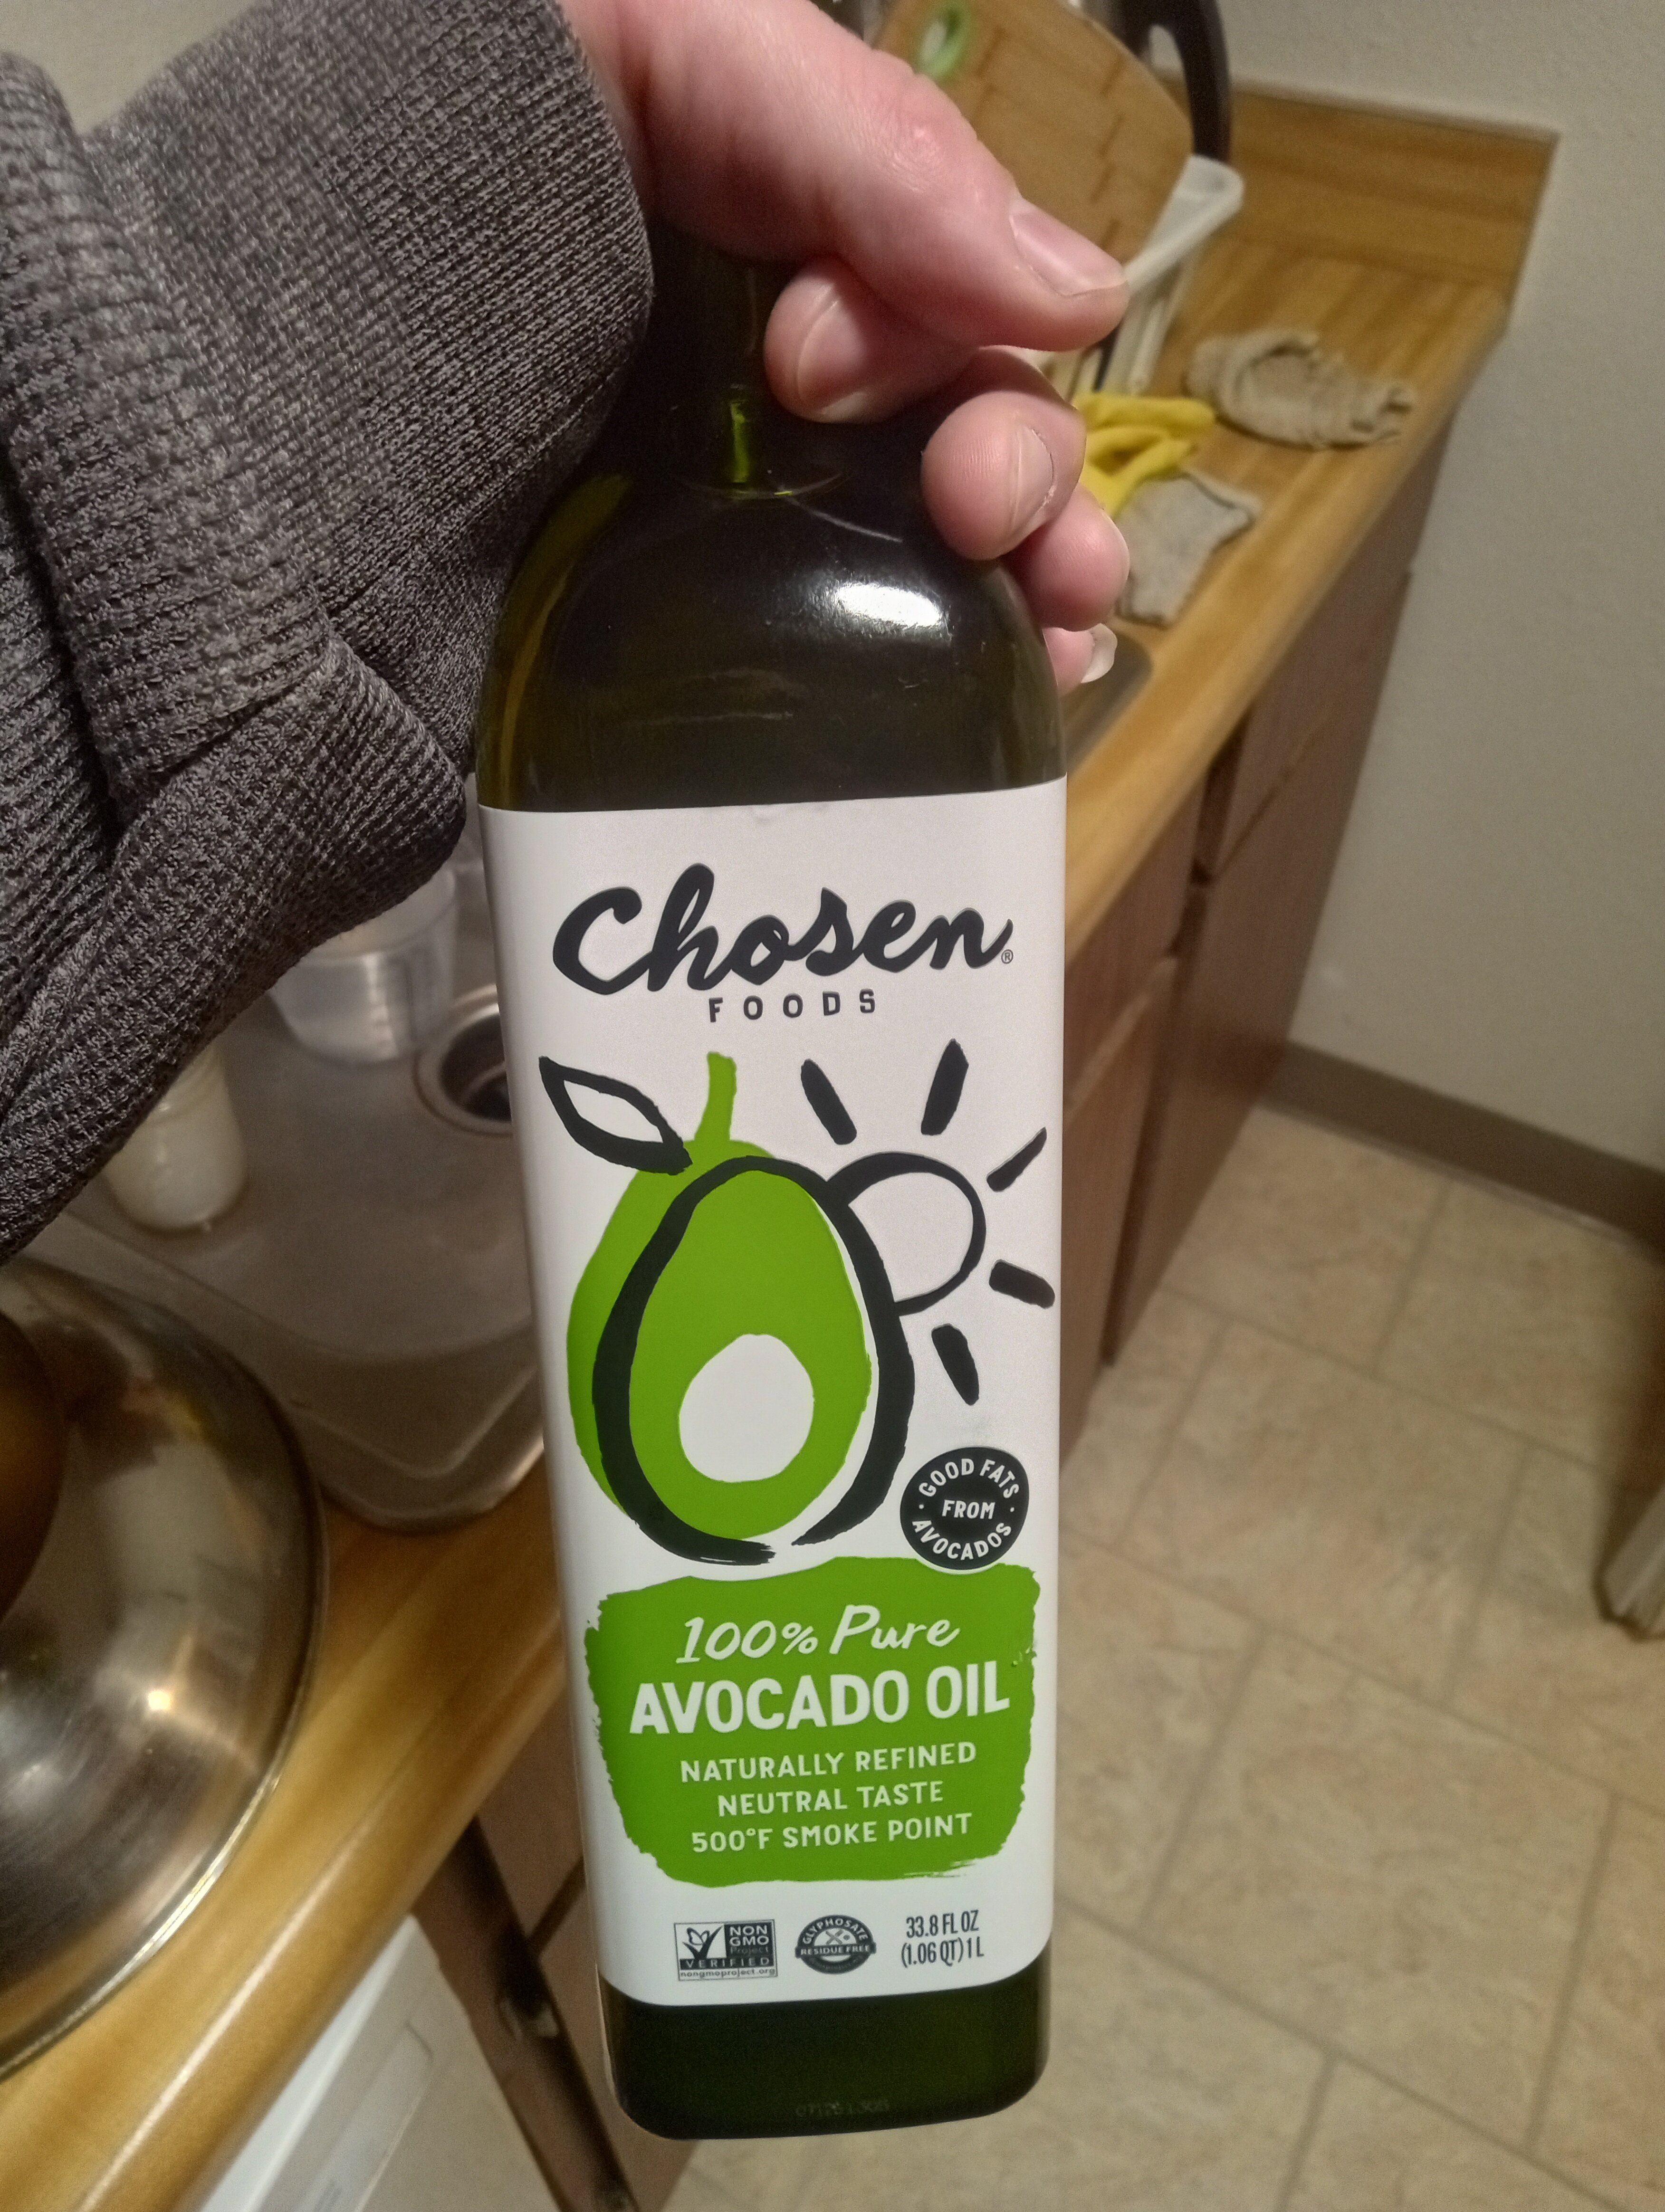 Chosen®
FOODS
GOOD FATS
FROM
AVOCADOS
100% Pure
AVOCADO OIL
NATURALLY REFINED
NEUTRAL TASTE
500°F SMOKE POINT
NON
GMO
Project
VERIFIED
nongmoproject.org
GLYPHOSATE
RESIDUE FREE
33.8 FL OZ
(1.06 QT) 1 L